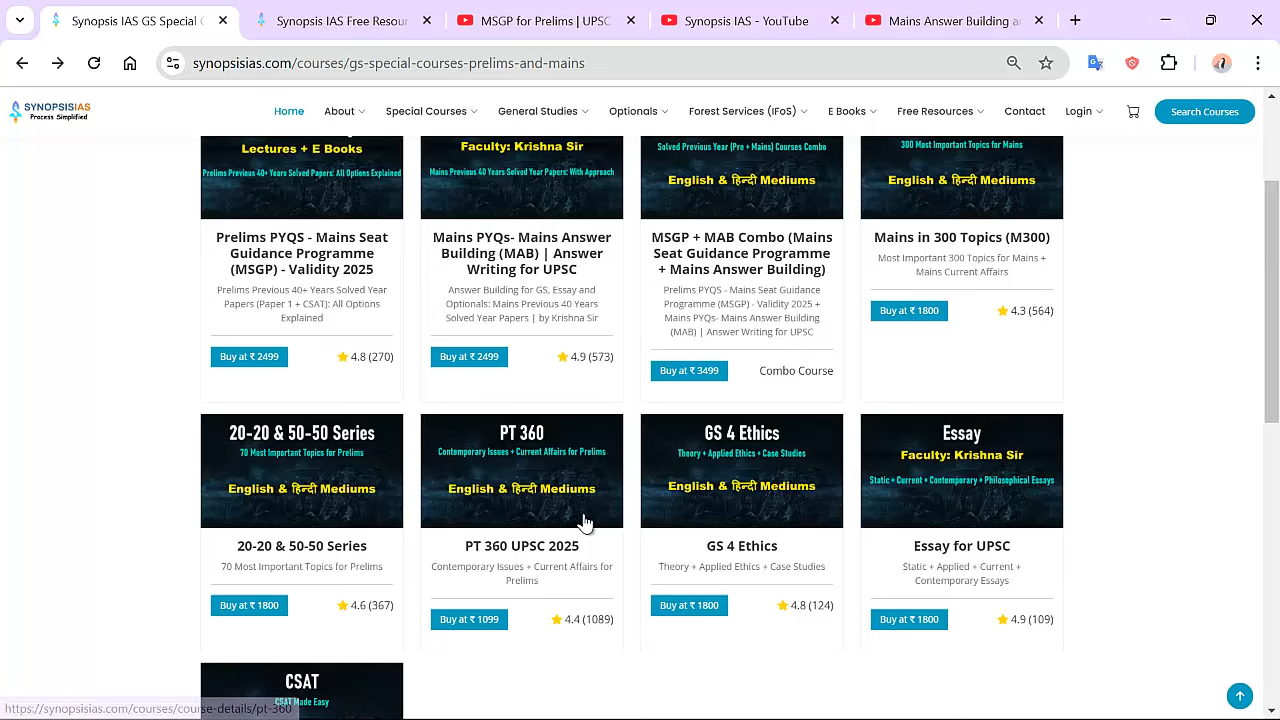 Synopsis IAS GS Special C
Synopsis IAS Free Resour
MSGP for Prelims | UPSC
Synopsis IAS - YouTube
Mains Answer Building a
synopsisias.com/courses/gs-special-courses-prelims-and-mains
SYNOPSISIAS
Process Simplified
Home
About
Special Courses
General Studies
Optionals
Forest Services (IFoS)
E Books
Free Resources
Contact
Login
Search Courses
Lectures + E Books
Prelims Previous 40+ Years Solved Papers: All Options Explained
Prelims PYQS - Mains Seat
Guidance Programme
(MSGP) - Validity 2025
Prelims Previous 40+ Years Solved Year
Papers (Paper 1 + CSAT): All Options
Explained
Buy at ₹ 2499
4.8 (270)
Faculty: Krishna Sir
Mains Previous 40 Years Solved Year Papers: With Approach
Mains PYQs- Mains Answer
Building (MAB) | Answer
Writing for UPSC
Answer Building for GS, Essay and
Optionals: Mains Previous 40 Years
Solved Year Papers | by Krishna Sir
Buy at ₹ 2499
4.9 (573)
Solved Previous Year (Pre + Mains) Courses Combo
English & हिन्दी Mediums
MSGP + MAB Combo (Mains
Seat Guidance Programme
+ Mains Answer Building)
Prelims PYQS - Mains Seat Guidance
Programme (MSGP) - Validity 2025 +
Mains PYQs- Mains Answer Building
(MAB) | Answer Writing for UPSC
Buy at ₹ 3499
Combo Course
300 Most Important Topics for Mains
English & हिन्दी Mediums
Mains in 300 Topics (M300)
Most Important 300 Topics for Mains +
Mains Current Affairs
Buy at ₹ 1800
4.3 (564)
20-20 & 50-50 Series
70 Most Important Topics for Prelims
English & हिन्दी Mediums
20-20 & 50-50 Series
70 Most Important Topics for Prelims
Buy at ₹ 1800
4.6 (367)
PT 360
Contemporary Issues + Current Affairs for Prelims
English & हिन्दी Mediums
PT 360 UPSC 2025
Contemporary Issues + Current Affairs for
Prelims
Buy at ₹ 1099
4.4 (1089)
GS 4 Ethics
Theory + Applied Ethics + Case Studies
English & हिन्दी Mediums
GS 4 Ethics
Theory + Applied Ethics + Case Studies
Buy at ₹ 1800
4.8 (124)
Essay
Faculty: Krishna Sir
Static + Current + Contemporary + Philosophical Essays
Essay for UPSC
Static + Applied + Current +
Contemporary Essays
Buy at ₹ 1800
4.9 (109)
CSAT
CSAT Made Easy
https://synopsisias.com/courses/course-details/pt-360